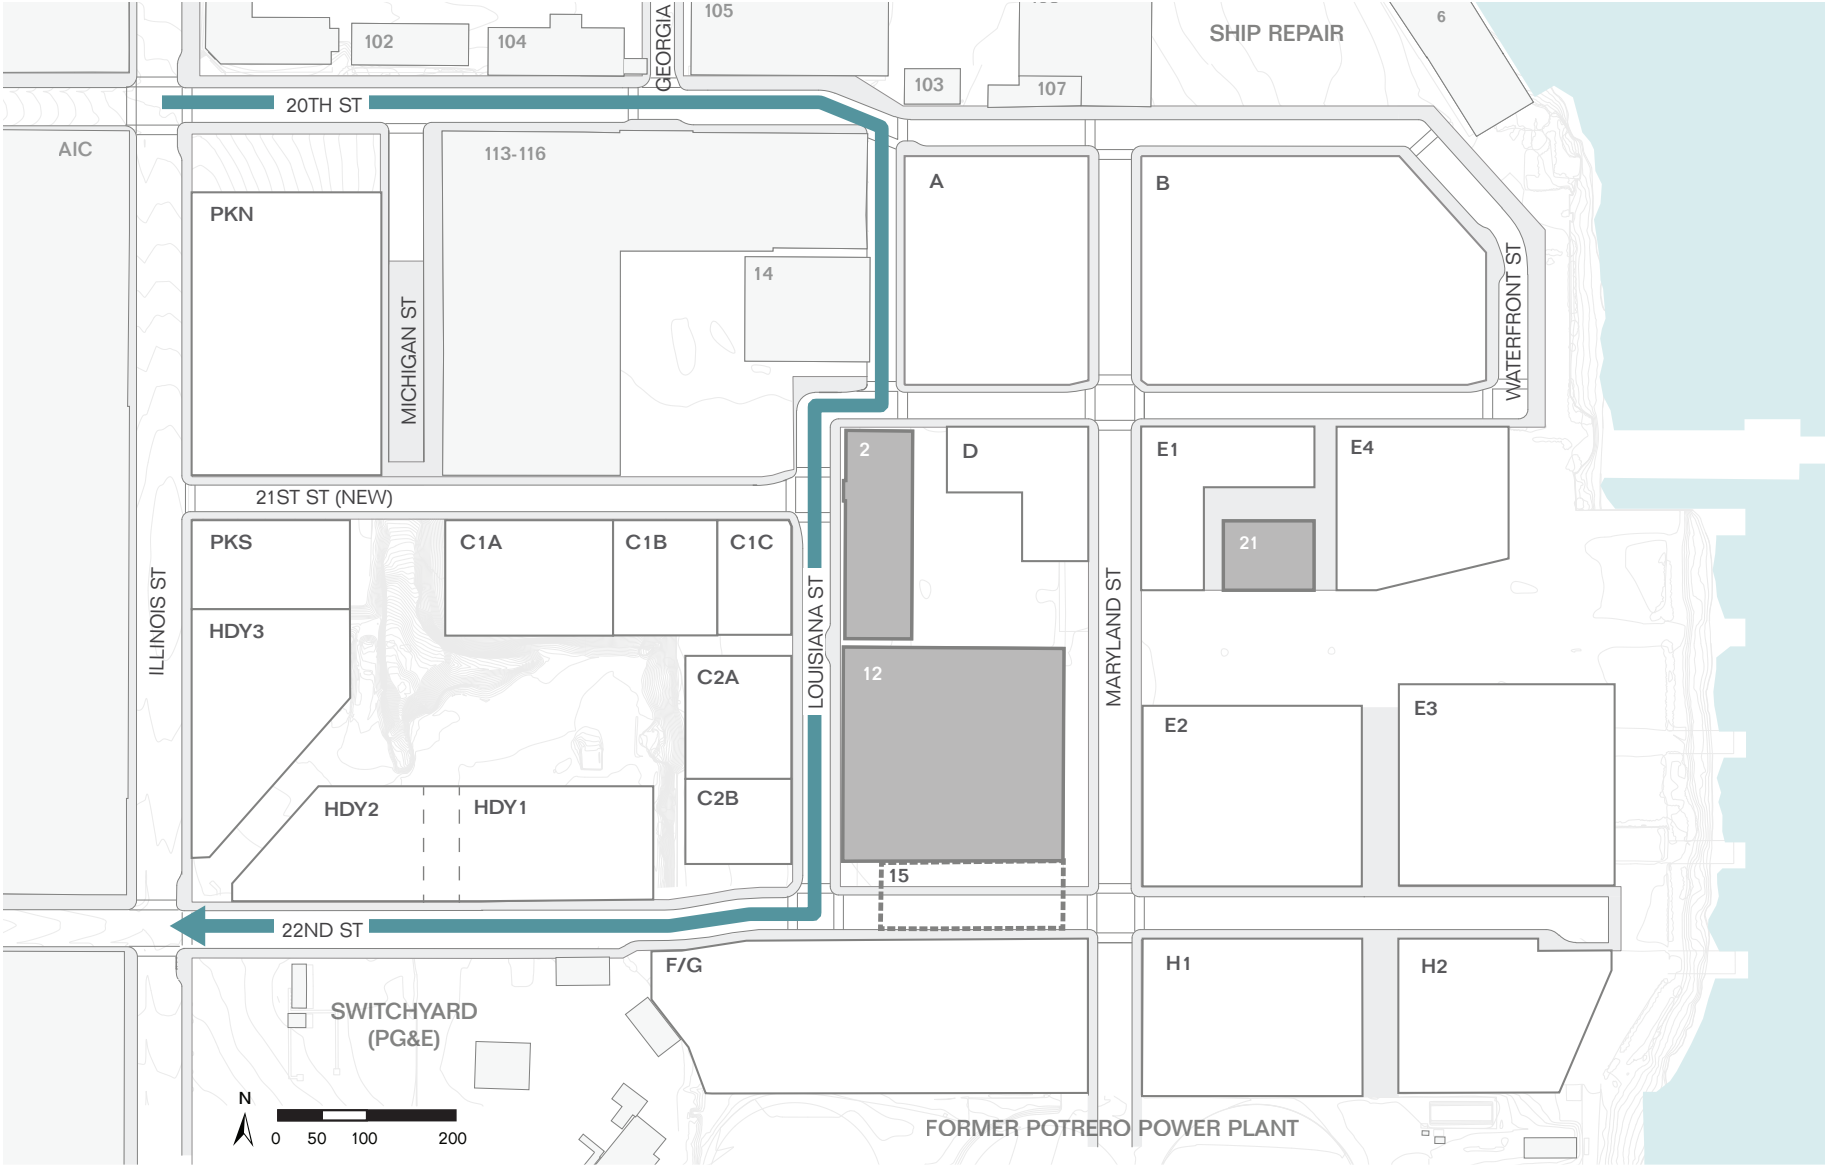 105
6
102
104
GEORGIA
SHIP REPAIR
103
107
20TH ST
AIC
113-116
A
B
PKN
14
MICHIGAN ST
WATERFRONT ST
2
D
E1
E4
21ST ST (NEW)
PKS
C1A
C1B
C1C
21
ILLINOIS ST
LOUISIANA ST
MARYLAND ST
HDY3
C2A
12
E2
E3
HDY2
HDY1
C2B
15
22ND ST
F/G
H1
H2
SWITCHYARD
(PG&E)
N
0 50 100 200
FORMER POTRERO POWER PLANT